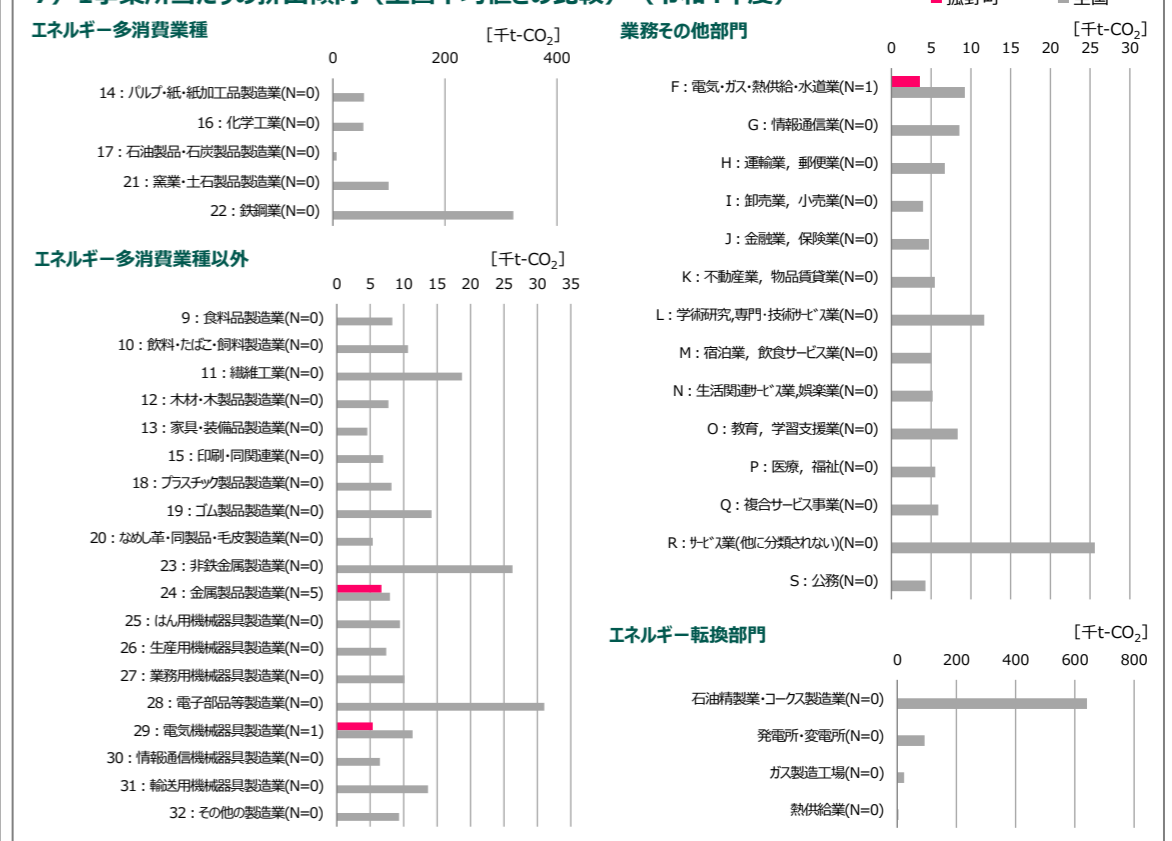 エネルギー多消費業種
[千t-CO2]
0 200 400
14：パルプ・紙・紙加工品製造業(N=0)
16：化学工業(N=0)
17：石油製品・石炭製品製造業(N=0)
21：窯業・土石製品製造業(N=0)
22：鉄鋼業(N=0)
エネルギー多消費業種以外
[千t-CO2]
0 5 10 15 20 25 30 35
9：食料品製造業(N=0)
10：飲料・たばこ・飼料製造業(N=0)
11：繊維工業(N=0)
12：木材・木製品製造業(N=0)
13：家具・装備品製造業(N=0)
15：印刷・同関連業(N=0)
18：プラスチック製品製造業(N=0)
19：ゴム製品製造業(N=0)
20：なめし革・同製品・毛皮製造業(N=0)
23：非鉄金属製造業(N=0)
24：金属製品製造業(N=5)
25：はん用機械器具製造業(N=0)
26：生産用機械器具製造業(N=0)
27：業務用機械器具製造業(N=0)
28：電子部品等製造業(N=0)
29：電気機械器具製造業(N=1)
30：情報通信機械器具製造業(N=0)
31：輸送用機械器具製造業(N=0)
32：その他の製造業(N=0)
業務その他部門
[千t-CO2]
0 5 10 15 20 25 30
F：電気・ガス・熱供給・水道業(N=1)
G：情報通信業(N=0)
H：運輸業，郵便業(N=0)
I：卸売業，小売業(N=0)
J：金融業，保険業(N=0)
K：不動産業，物品賃貸業(N=0)
L：学術研究,専門・技術ｻｰﾋﾞｽ業(N=0)
M：宿泊業，飲食サービス業(N=0)
N：生活関連ｻｰﾋﾞｽ業,娯楽業(N=0)
O：教育，学習支援業(N=0)
P：医療，福祉(N=0)
Q：複合サービス事業(N=0)
R：ｻｰﾋﾞｽ業(他に分類されない)(N=0)
S：公務(N=0)
エネルギー転換部門
[千t-CO2]
0 200 400 600 800
石油精製業・コークス製造業(N=0)
発電所・変電所(N=0)
ガス製造工場(N=0)
熱供給業(N=0)